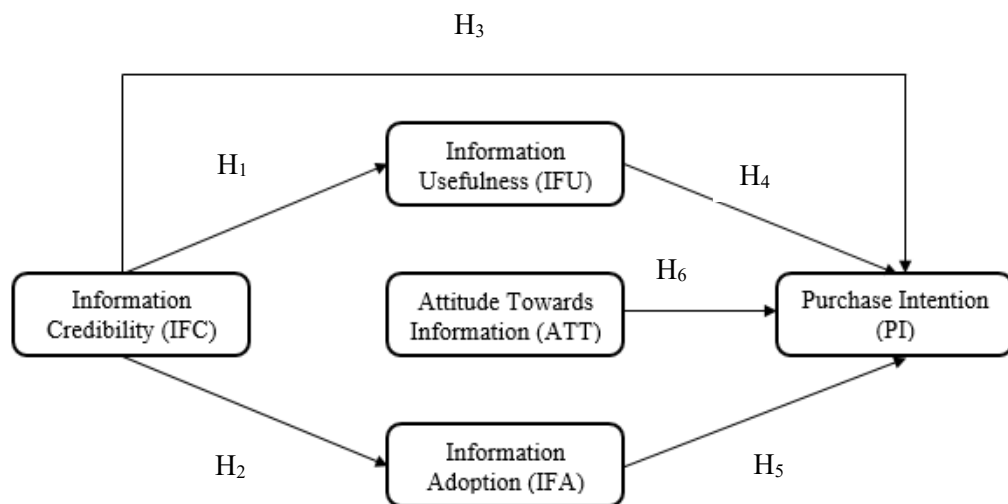 H₃
H₁
Information
Usefulness (IFU)
H₄
Information
Credibility (IFC)
Attitude Towards
Information (ATT)
H₆
Purchase Intention
(PI)
H₂
Information
Adoption (IFA)
H₅